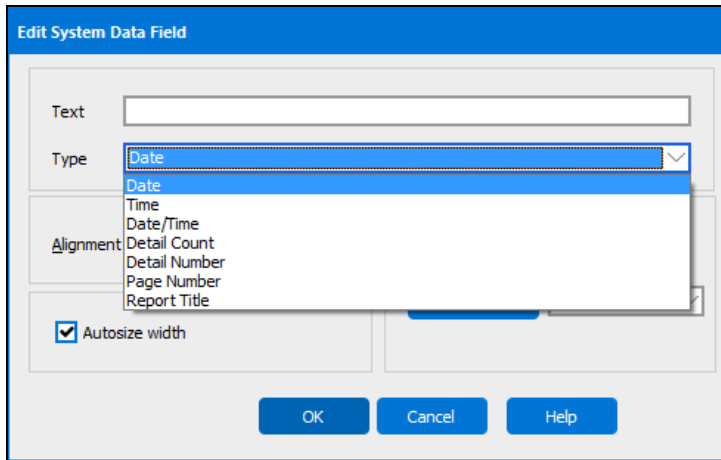 Edit System Data Field
Text
Type Date
Date
Time
Date/Time
Alignment Detail Count
Detail Number
Page Number
Report Title
Autosize width
OK Cancel Help